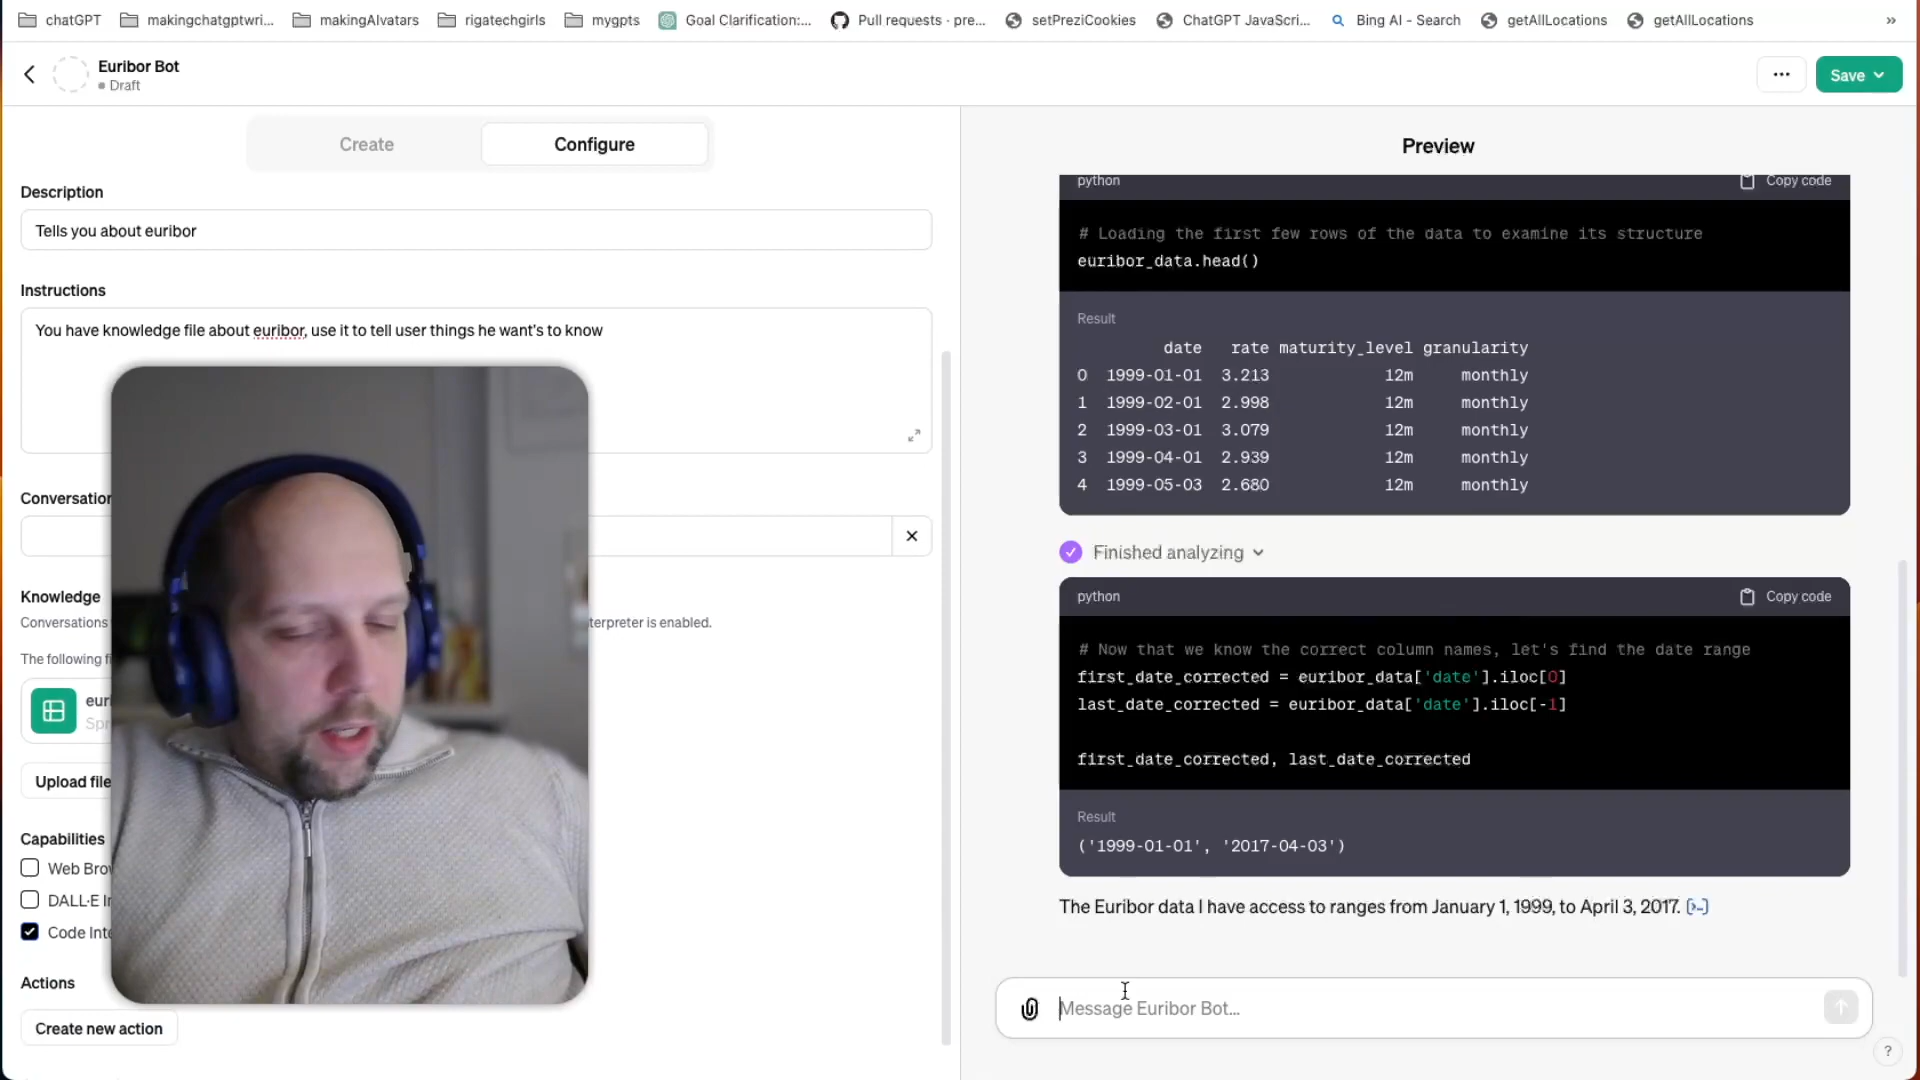 chatGPT
makingchatgptwri...
makingAIvatars
rigatechgirls
mygpts
Goal Clarification:...
Pull requests · pre...
setPreziCookies
ChatGPT JavaScri...
Bing AI - Search
getAllLocations
getAllLocations
»
Euribor Bot
Draft
···
Save
Create
Configure
Description
Tells you about euribor
Instructions
You have knowledge file about euribor, use it to tell user things he want's to know
Conversation
Knowledge
Conversations terpreter is enabled.
The following
Upload file
Capabilities
Web
DALL·E
Code
Actions
Create new action
Preview
python
Copy code
# Loading the first few rows of the data to examine its structure
euribor_data.head()
Result
date rate maturity_level granularity
0 1999-01-01 3.213 12m monthly
1 1999-02-01 2.998 12m monthly
2 1999-03-01 3.079 12m monthly
3 1999-04-01 2.939 12m monthly
4 1999-05-03 2.680 12m monthly
Finished analyzing
python
Copy code
# Now that we know the correct column names, let's find the date range
first_date_corrected = euribor_data['date'].iloc[0]
last_date_corrected = euribor_data['date'].iloc[-1]
first_date_corrected, last_date_corrected
Result
('1999-01-01', '2017-04-03')
The Euribor data I have access to ranges from January 1, 1999, to April 3, 2017. [>-]
Message Euribor Bot...
?